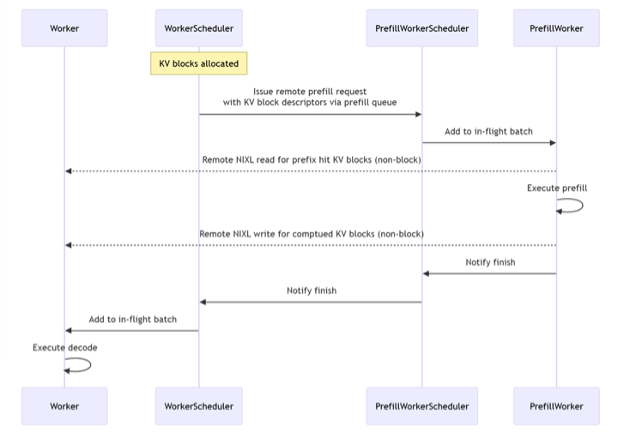 Worker
WorkerScheduler
PrefillWorkerScheduler
PrefillWorker
KV blocks allocated
Issue remote prefill request
with KV block descriptors via prefill queue
Add to in-flight batch
Remote NIXL read for prefix hit KV blocks (non-block)
Execute prefill
Remote NIXL write for comptued KV blocks (non-block)
Notify finish
Notify finish
Add to in-flight batch
Execute decode
Worker
WorkerScheduler
PrefillWorkerScheduler
PrefillWorker